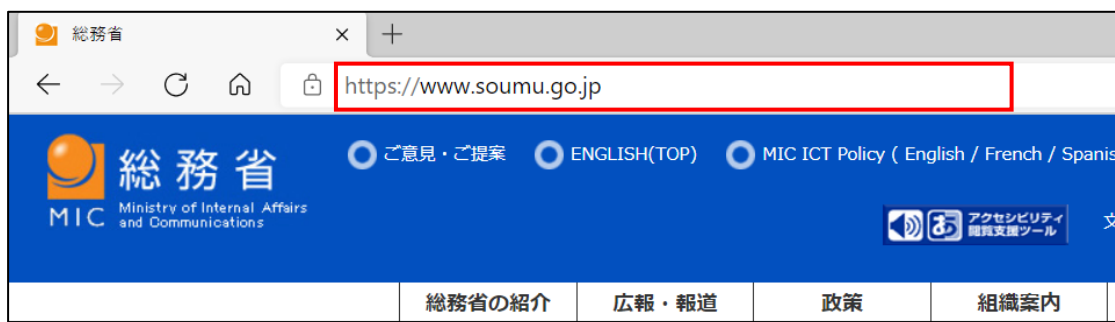 総務省
https://www.soumu.go.jp
総務省
MIC
Ministry of Internal Affairs
and Communications
ご意見・ご提案
ENGLISH(TOP)
MIC ICT Policy ( English / French / Spanis
あ
アクセシビリティ
閲覧支援ツール
文
総務省の紹介
広報・報道
政策
組織案内